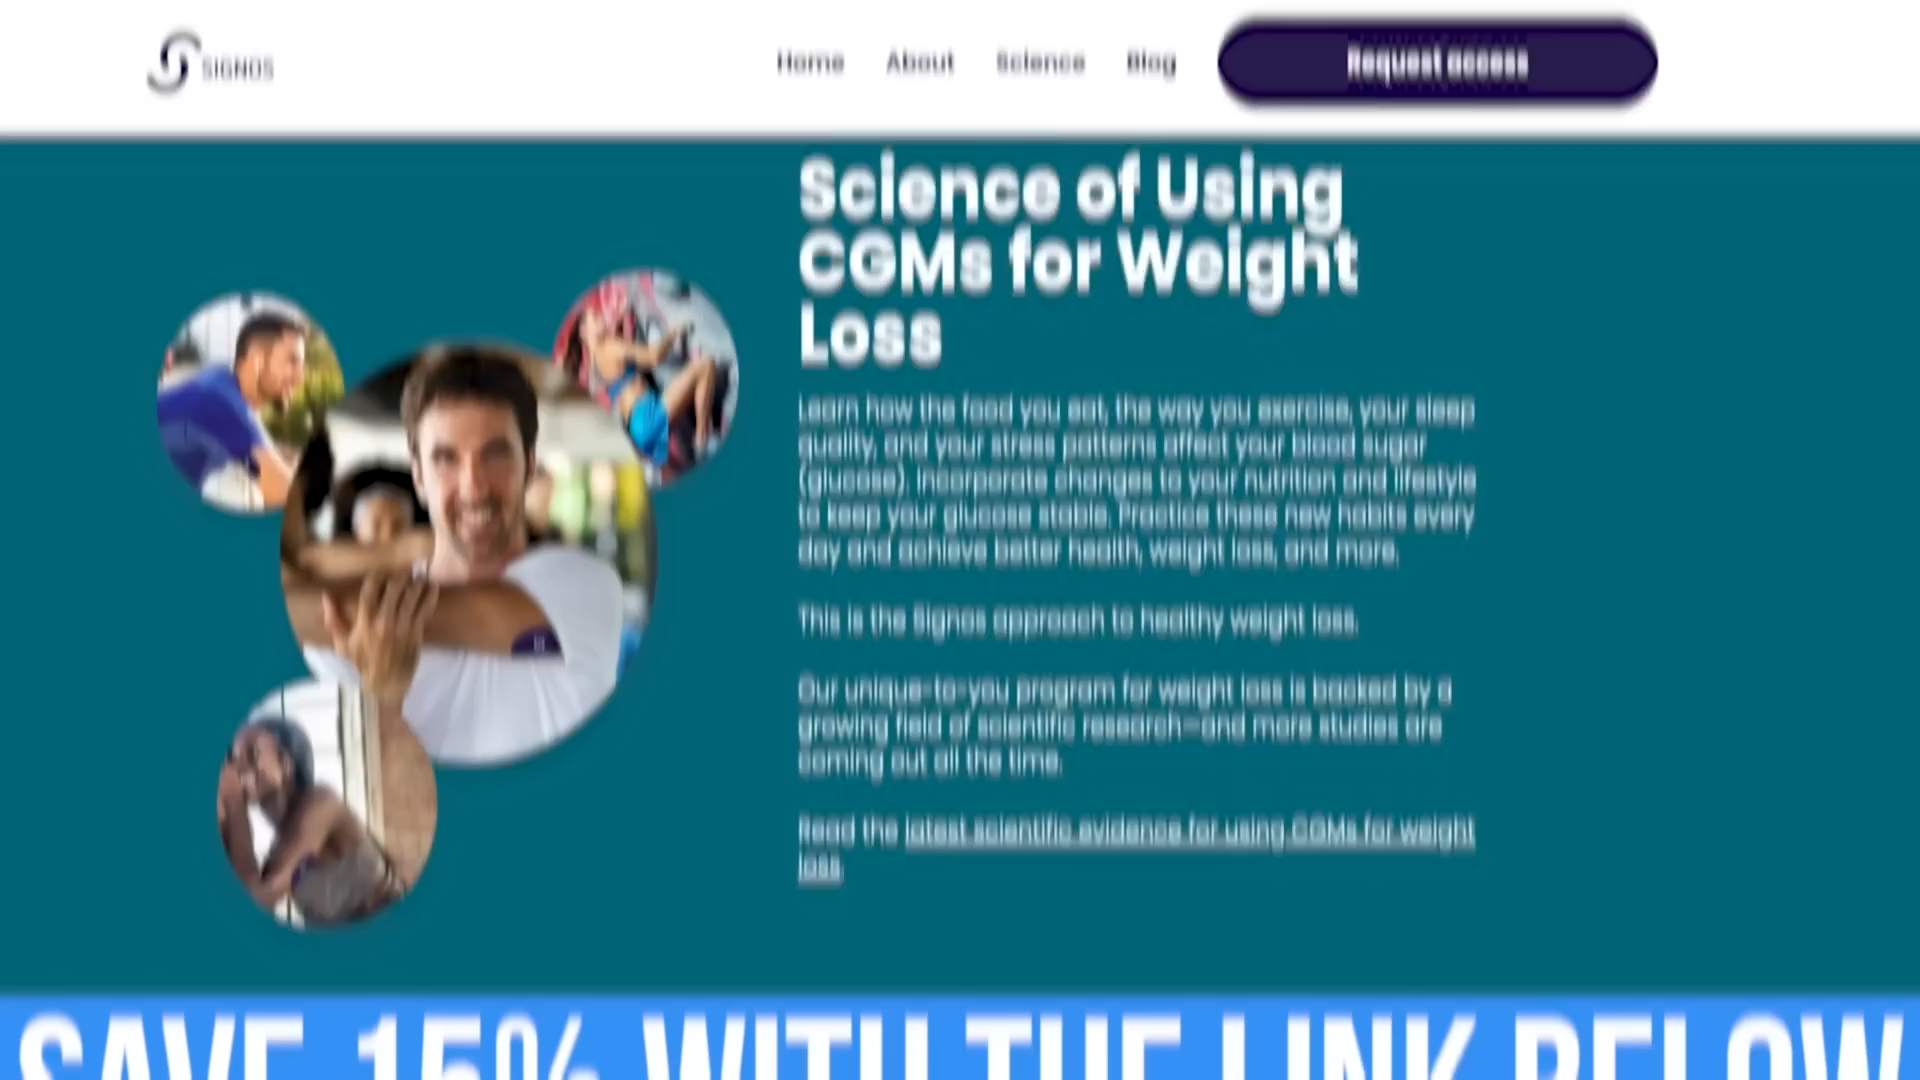 SIGNOS
Home About Science Blog Request access
Science of Using
CGMs for Weight
Loss
Learn how the food you eat, the way you exercise, your sleep
quality, and your stress patterns affect your blood sugar
(glucose). Incorporate changes to your nutrition and lifestyle
to keep your glucose stable. Practice these new habits every
day and achieve better health, weight loss, and more.
This is the Signos approach to healthy weight loss.
Our unique-to-you program for weight loss is backed by a
growing field of scientific research—and more studies are
coming out all the time.
Read the latest scientific evidence for using CGMs for weight
loss
SAVE 15% WITH THE LINK BELOW